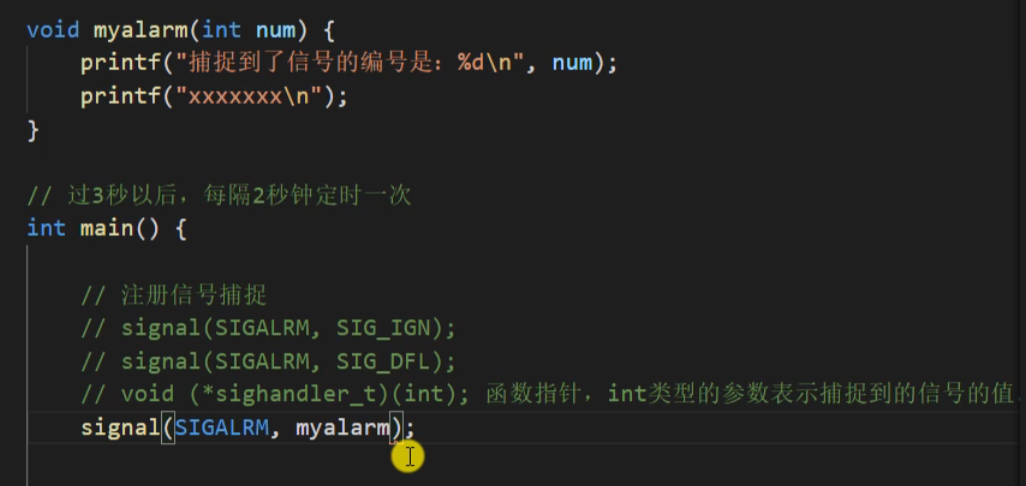 void myalarm(int num) {
printf("捕捉到了信号的编号是：%d\n", num);
printf("xxxxxxx\n");
}
// 过3秒以后，每隔2秒钟定时一次
int main() {
// 注册信号捕捉
// signal(SIGALRM, SIG_IGN);
// signal(SIGALRM, SIG_DFL);
// void (*sighandler_t)(int); 函数指针，int类型的参数表示捕捉到的信号的值
signal(SIGALRM, myalarm);